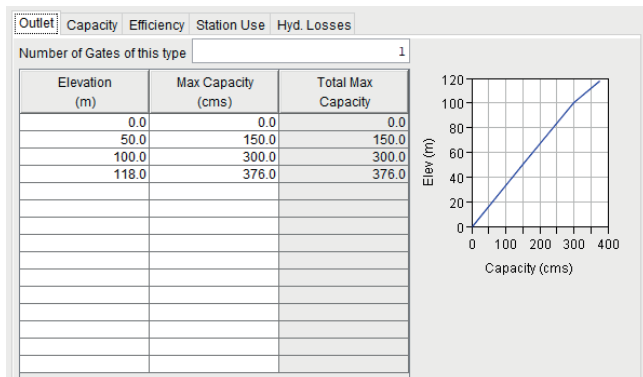 Outlet Capacity Efficiency Station Use Hyd. Losses
Number of Gates of this type 1
Elevation (m) Max Capacity (cms) Total Max Capacity
0.0 0.0 0.0
50.0 150.0 150.0
100.0 300.0 300.0
118.0 376.0 376.0
Elev (m)
120
100
80
60
40
20
0
0 100 200 300 400
Capacity (cms)